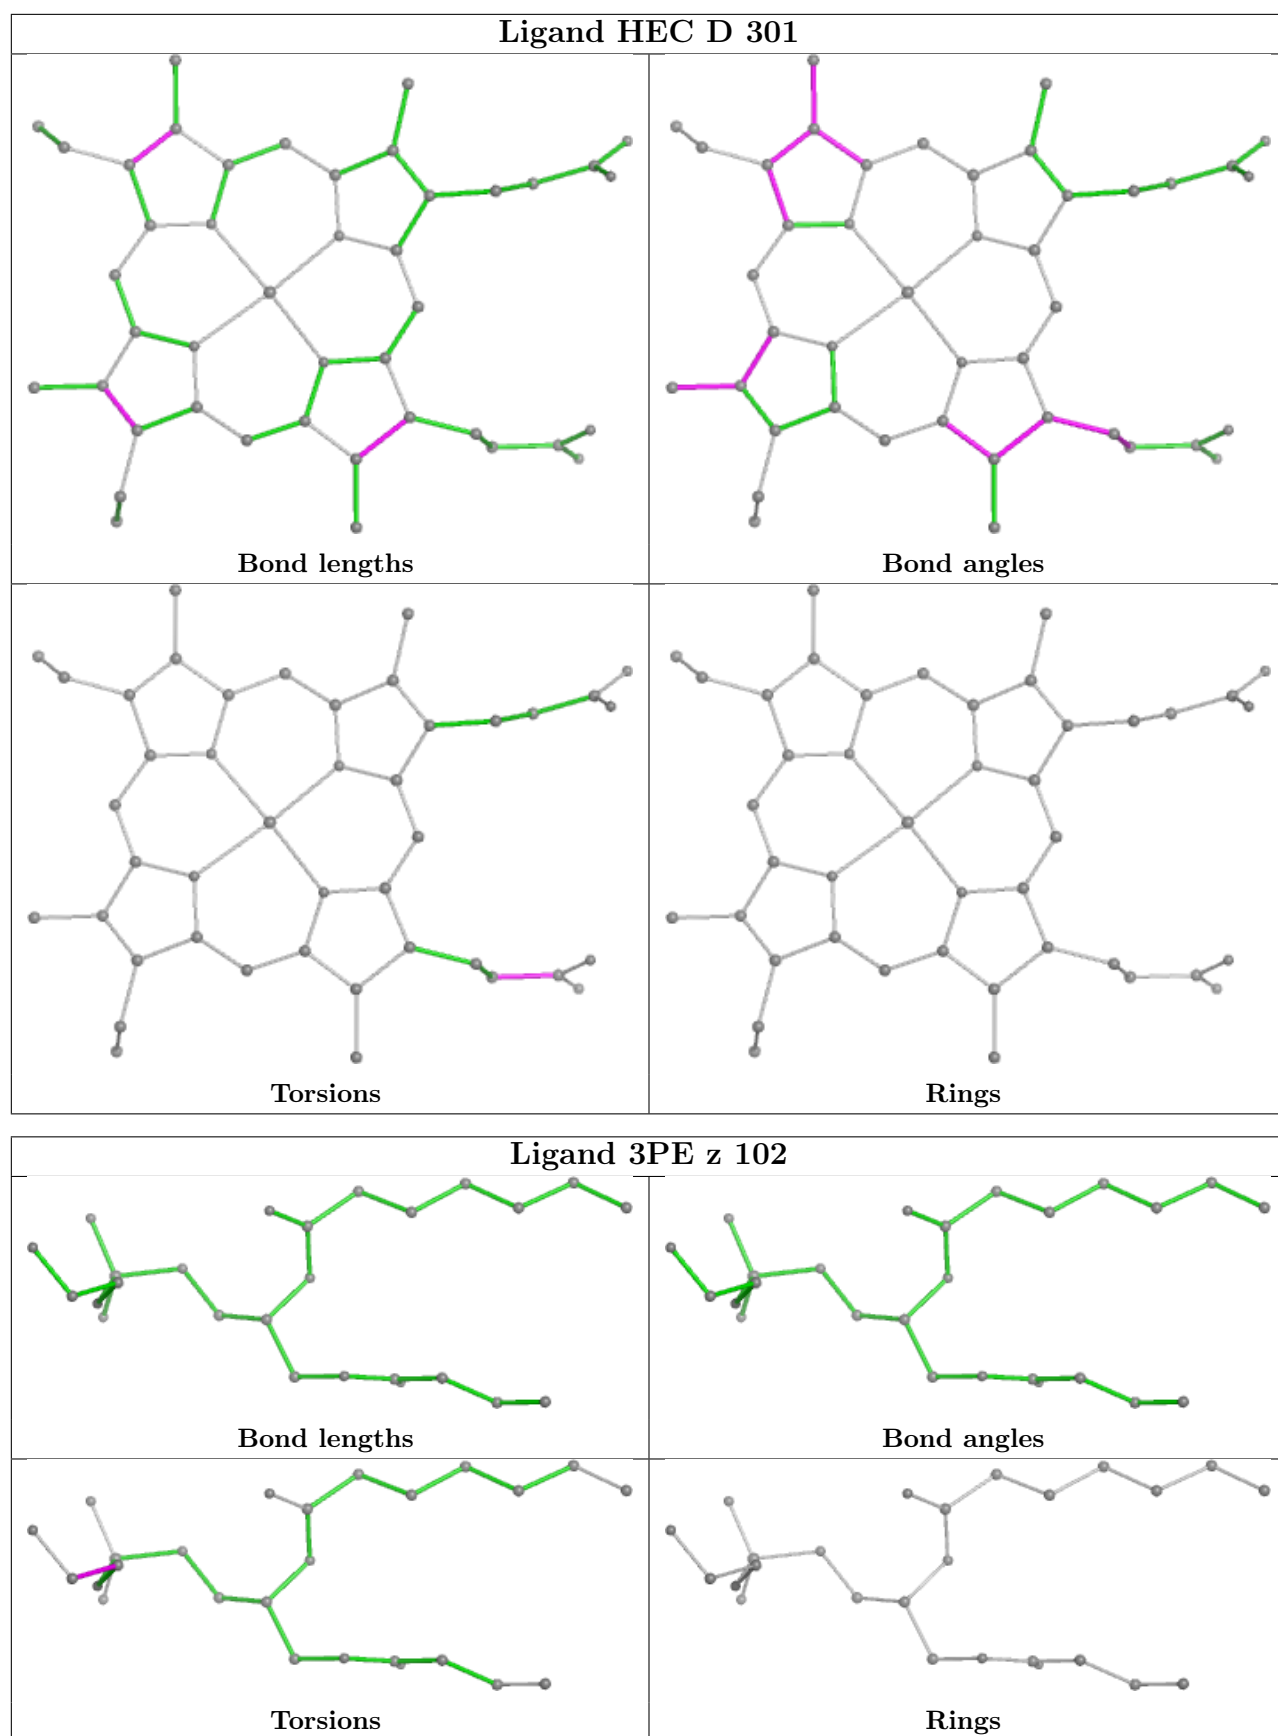 Ligand HEC D 301
Bond lengths
Bond angles
Torsions
Rings
Ligand 3PE z 102
Bond lengths
Bond angles
Torsions
Rings